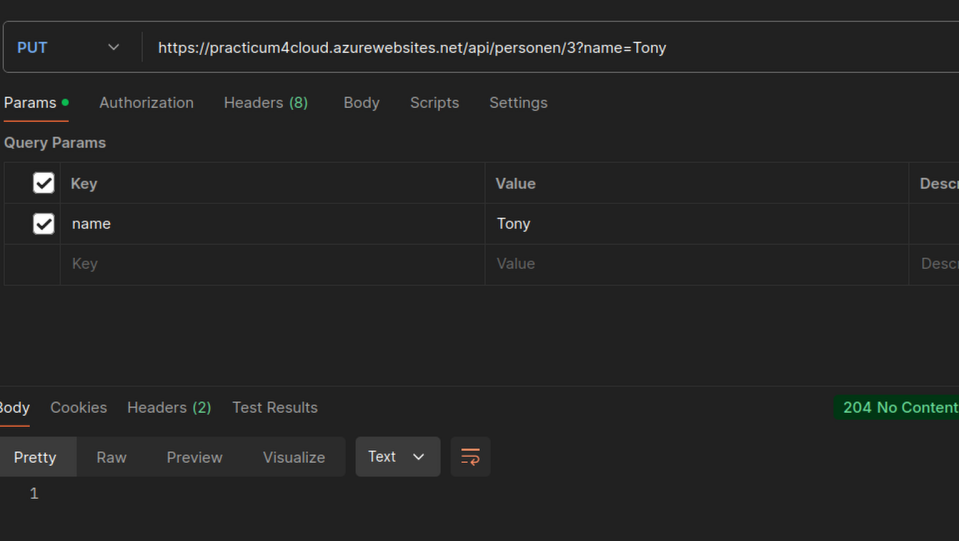 PUT https://practicum4cloud.azurewebsites.net/api/personen/3?name=Tony
Params Authorization Headers (8) Body Scripts Settings
Query Params
Key Value Descr
name Tony
Key Value Descr
Body Cookies Headers (2) Test Results 204 No Content
Pretty Raw Preview Visualize Text
1